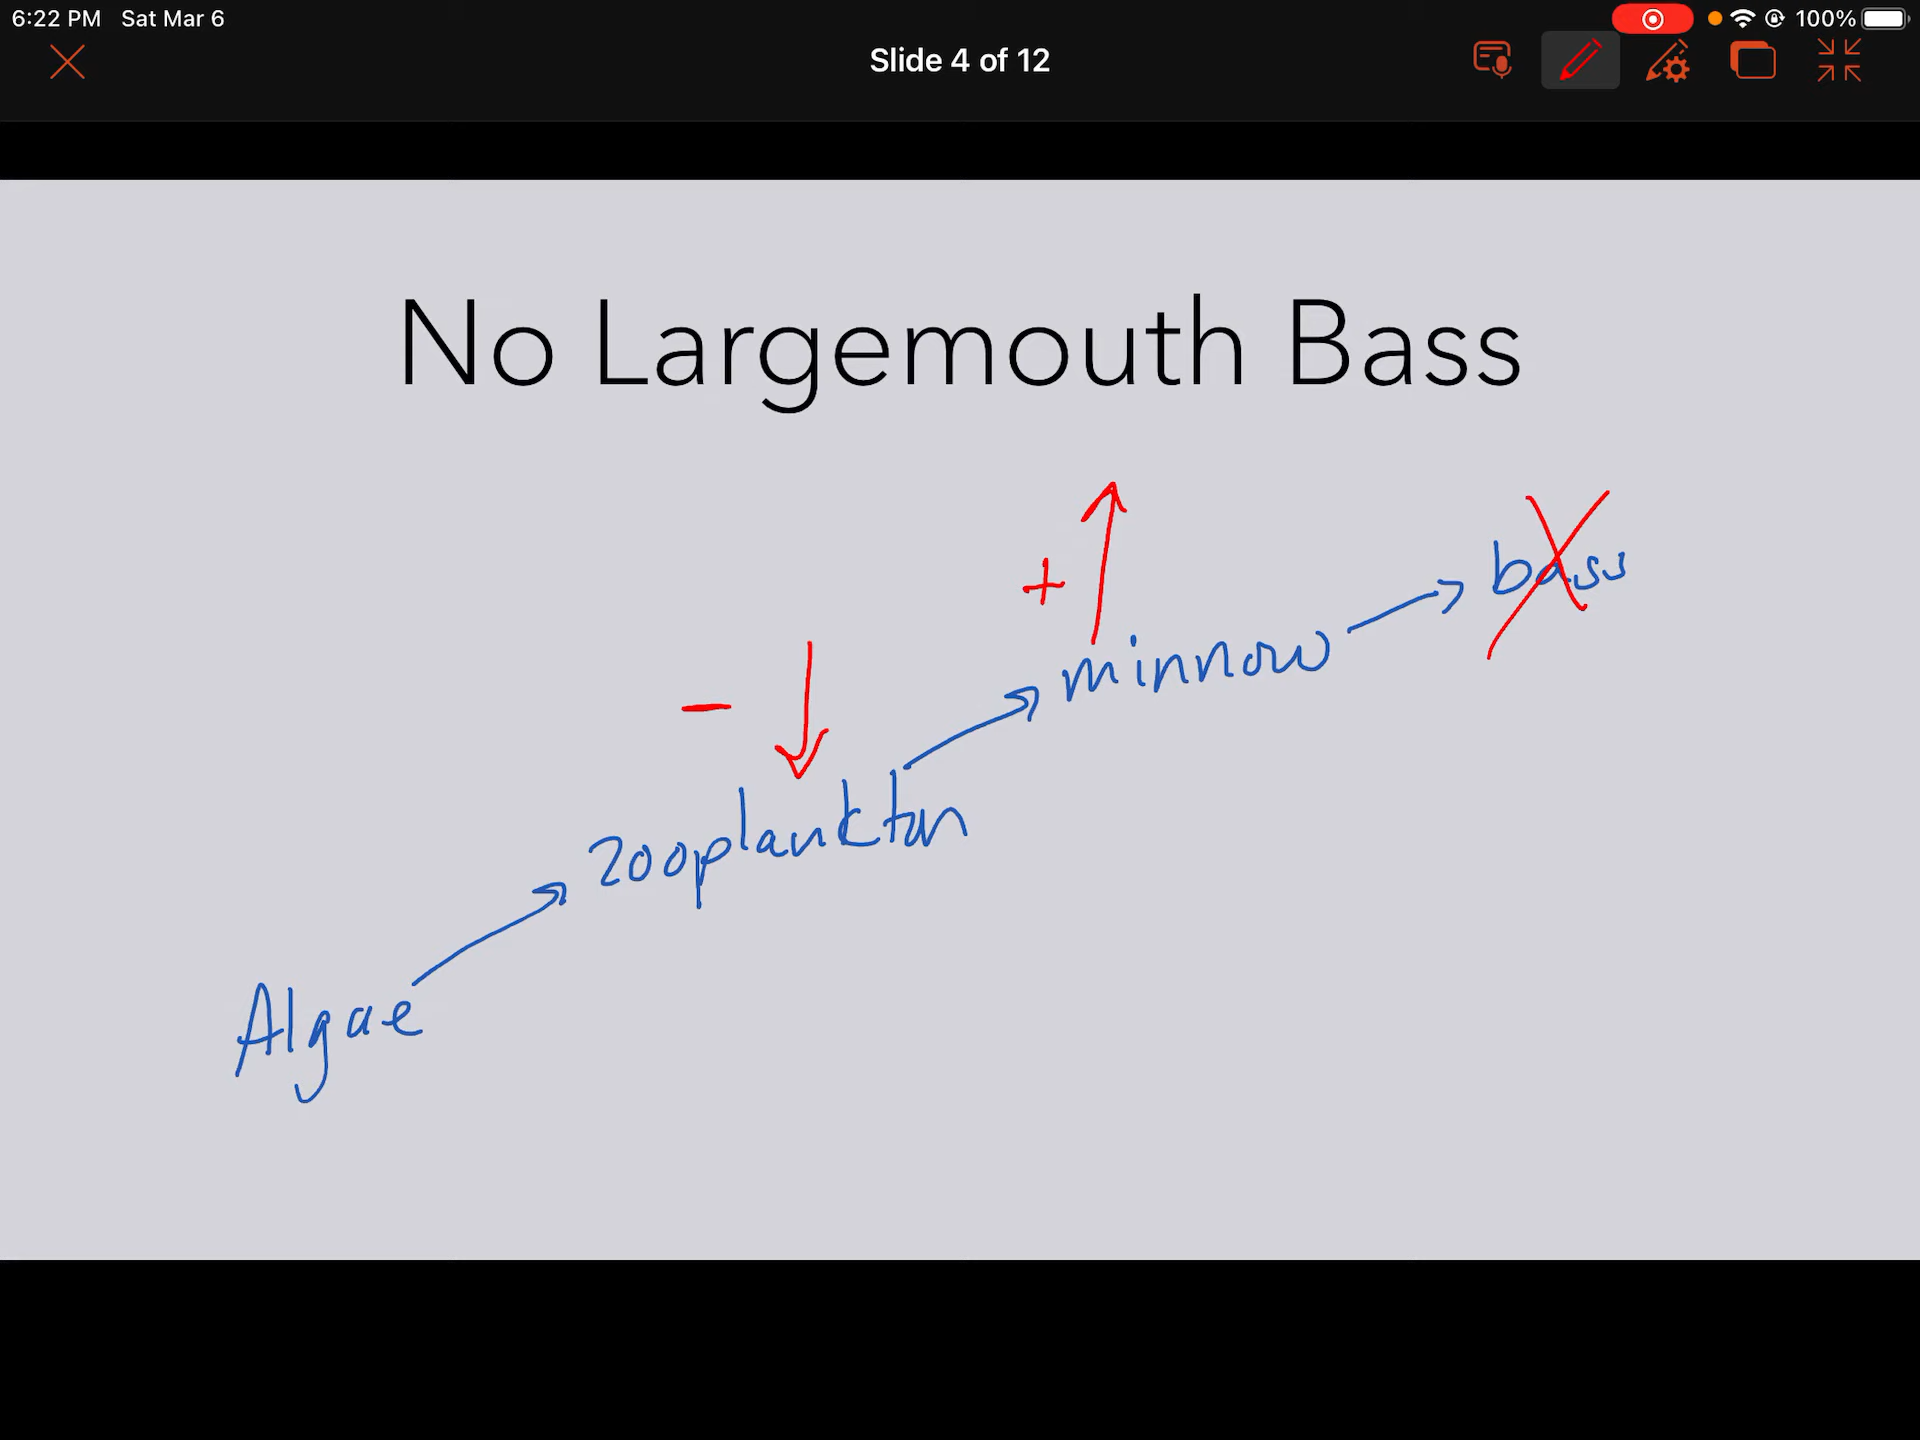 6:22 PM Sat Mar 6
100%
Slide 4 of 12
No Largemouth Bass
+
bass
minnow
−
zooplankton
Algae